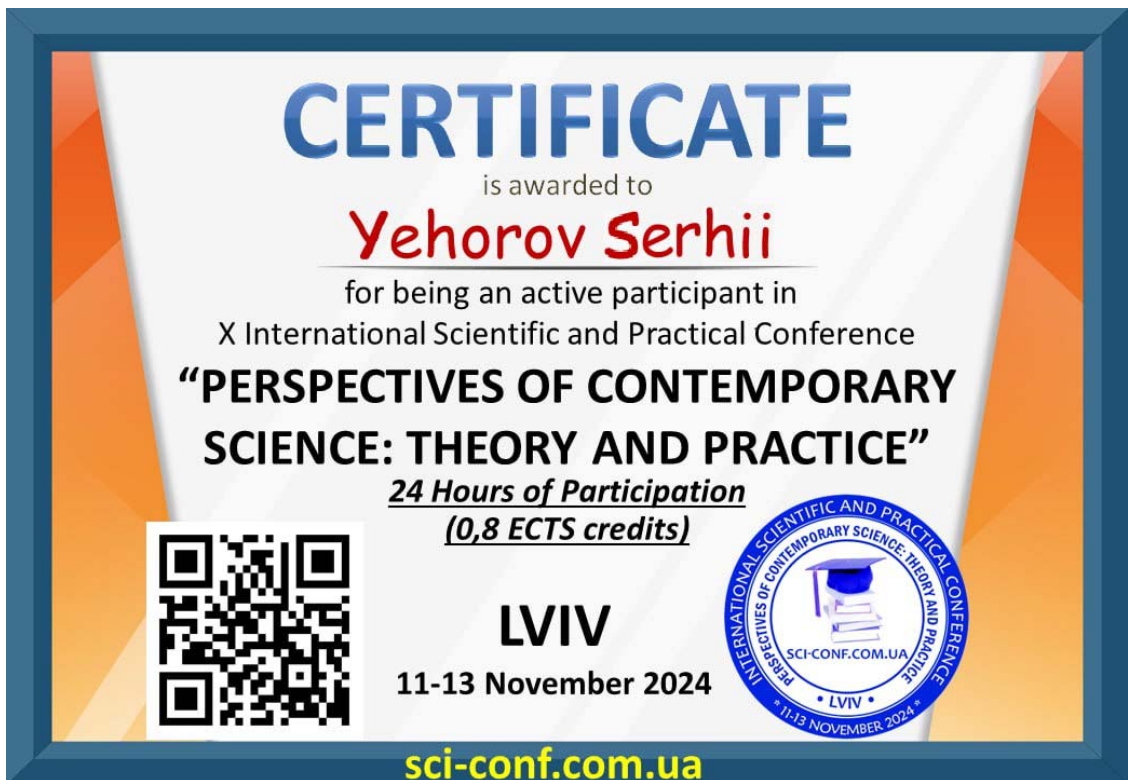 CERTIFICATE
is awarded to
Yehorov Serhii
for being an active participant in
X International Scientific and Practical Conference
“PERSPECTIVES OF CONTEMPORARY
SCIENCE: THEORY AND PRACTICE”
24 Hours of Participation
(0,8 ECTS credits)
LVIV
11-13 November 2024
INTERNATIONAL SCIENTIFIC AND PRACTICAL CONFERENCE
PERSPECTIVES OF CONTEMPORARY SCIENCE: THEORY AND PRACTICE
SCI-CONF.COM.UA
• LVIV •
* 11-13 NOVEMBER 2024 *
sci-conf.com.ua